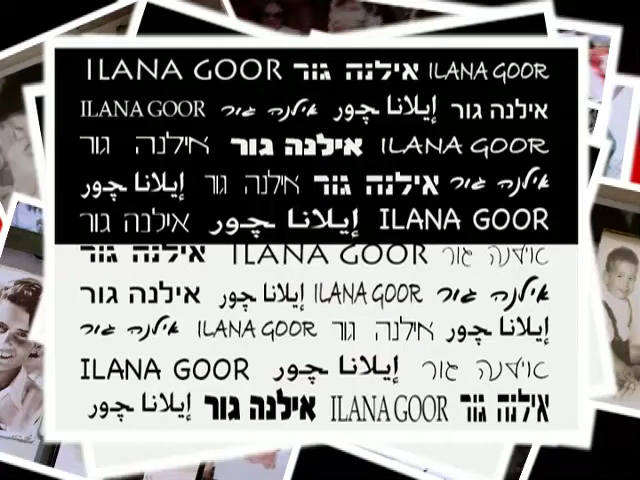 ILANA GOOR אילנה גור ILANA GOOR
ILANA GOOR אילנה גור إيلانا چور אילנה גור
אילנה גור אילנה גור ILANA GOOR
إيلانا چور אילנה גור אילנה גור אילנה גור
אילנה גור إيلانا چور ILANA GOOR
אילנה גור ILANA GOOR אילנה גור
אילנה גור إيلانا چور ILANA GOOR אילנה גור
אילנה גור ILANA GOOR אילנה גור إيلانا چور
ILANA GOOR إيلانا چور אילנה גור
إيلانا چور אילנה גור ILANA GOOR אילנה גור